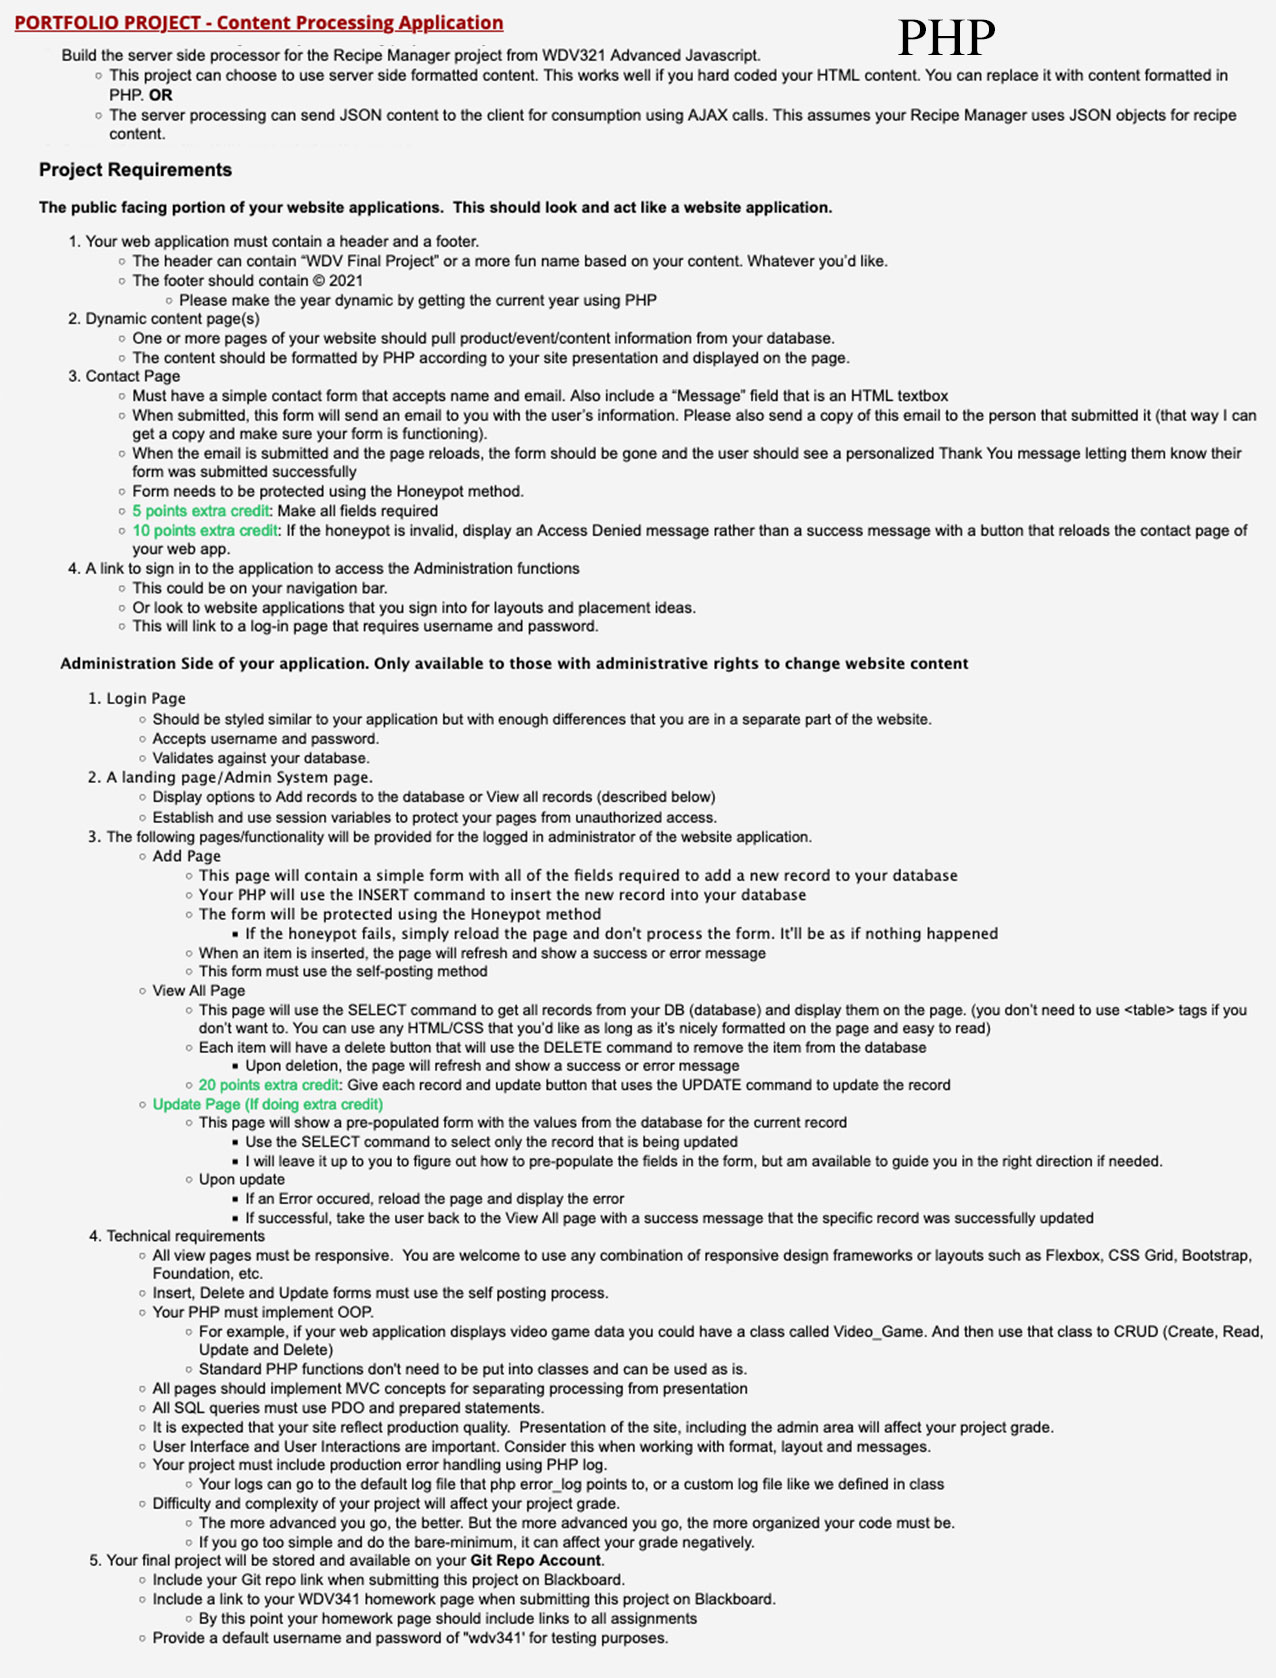 PORTFOLIO PROJECT - Content Processing Application
PHP
Build the server side processor for the Recipe Manager project from WDV321 Advanced Javascript.
◦ This project can choose to use server side formatted content. This works well if you hard coded your HTML content. You can replace it with content formatted in
PHP. OR
◦ The server processing can send JSON content to the client for consumption using AJAX calls. This assumes your Recipe Manager uses JSON objects for recipe
content.
Project Requirements
The public facing portion of your website applications. This should look and act like a website application.
1. Your web application must contain a header and a footer.
◦ The header can contain “WDV Final Project” or a more fun name based on your content. Whatever you’d like.
◦ The footer should contain © 2021
◦ Please make the year dynamic by getting the current year using PHP
2. Dynamic content page(s)
◦ One or more pages of your website should pull product/event/content information from your database.
◦ The content should be formatted by PHP according to your site presentation and displayed on the page.
3. Contact Page
◦ Must have a simple contact form that accepts name and email. Also include a “Message” field that is an HTML textbox
◦ When submitted, this form will send an email to you with the user’s information. Please also send a copy of this email to the person that submitted it (that way I can
get a copy and make sure your form is functioning).
◦ When the email is submitted and the page reloads, the form should be gone and the user should see a personalized Thank You message letting them know their
form was submitted successfully
◦ Form needs to be protected using the Honeypot method.
◦ 5 points extra credit: Make all fields required
◦ 10 points extra credit: If the honeypot is invalid, display an Access Denied message rather than a success message with a button that reloads the contact page of
your web app.
4. A link to sign in to the application to access the Administration functions
◦ This could be on your navigation bar.
◦ Or look to website applications that you sign into for layouts and placement ideas.
◦ This will link to a log-in page that requires username and password.
Administration Side of your application. Only available to those with administrative rights to change website content
1. Login Page
◦ Should be styled similar to your application but with enough differences that you are in a separate part of the website.
◦ Accepts username and password.
◦ Validates against your database.
2. A landing page/Admin System page.
◦ Display options to Add records to the database or View all records (described below)
◦ Establish and use session variables to protect your pages from unauthorized access.
3. The following pages/functionality will be provided for the logged in administrator of the website application.
◦ Add Page
◦ This page will contain a simple form with all of the fields required to add a new record to your database
◦ Your PHP will use the INSERT command to insert the new record into your database
◦ The form will be protected using the Honeypot method
▪ If the honeypot fails, simply reload the page and don't process the form. It'll be as if nothing happened
◦ When an item is inserted, the page will refresh and show a success or error message
◦ This form must use the self-posting method
◦ View All Page
◦ This page will use the SELECT command to get all records from your DB (database) and display them on the page. (you don’t need to use <table> tags if you
don’t want to. You can use any HTML/CSS that you’d like as long as it’s nicely formatted on the page and easy to read)
◦ Each item will have a delete button that will use the DELETE command to remove the item from the database
▪ Upon deletion, the page will refresh and show a success or error message
◦ 20 points extra credit: Give each record and update button that uses the UPDATE command to update the record
◦ Update Page (If doing extra credit)
◦ This page will show a pre-populated form with the values from the database for the current record
▪ Use the SELECT command to select only the record that is being updated
▪ I will leave it up to you to figure out how to pre-populate the fields in the form, but am available to guide you in the right direction if needed.
◦ Upon update
▪ If an Error occured, reload the page and display the error
▪ If successful, take the user back to the View All page with a success message that the specific record was successfully updated
4. Technical requirements
◦ All view pages must be responsive. You are welcome to use any combination of responsive design frameworks or layouts such as Flexbox, CSS Grid, Bootstrap,
Foundation, etc.
◦ Insert, Delete and Update forms must use the self posting process.
◦ Your PHP must implement OOP.
◦ For example, if your web application displays video game data you could have a class called Video_Game. And then use that class to CRUD (Create, Read,
Update and Delete)
◦ Standard PHP functions don't need to be put into classes and can be used as is.
◦ All pages should implement MVC concepts for separating processing from presentation
◦ All SQL queries must use PDO and prepared statements.
◦ It is expected that your site reflect production quality. Presentation of the site, including the admin area will affect your project grade.
◦ User Interface and User Interactions are important. Consider this when working with format, layout and messages.
◦ Your project must include production error handling using PHP log.
◦ Your logs can go to the default log file that php error_log points to, or a custom log file like we defined in class
◦ Difficulty and complexity of your project will affect your project grade.
◦ The more advanced you go, the better. But the more advanced you go, the more organized your code must be.
◦ If you go too simple and do the bare-minimum, it can affect your grade negatively.
5. Your final project will be stored and available on your Git Repo Account.
◦ Include your Git repo link when submitting this project on Blackboard.
◦ Include a link to your WDV341 homework page when submitting this project on Blackboard.
◦ By this point your homework page should include links to all assignments
◦ Provide a default username and password of "wdv341' for testing purposes.